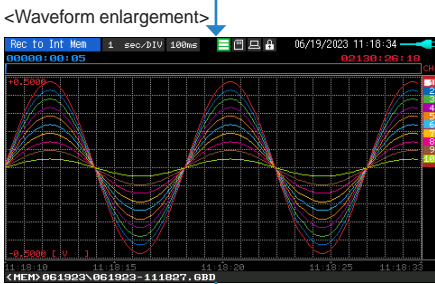 <Waveform enlargement>
Rec to Int Mem 1 sec/DIV 100ms 06/19/2023 11:18:34
00000:00:05 02130:26:18
CH
+0.5000
1
2
3
4
5
6
7
8
9
10
-0.5000 [ V ]
11:18:10 11:18:15 11:18:20 11:18:25 11:18:33
<MEM>061923\061923-111827.GBD